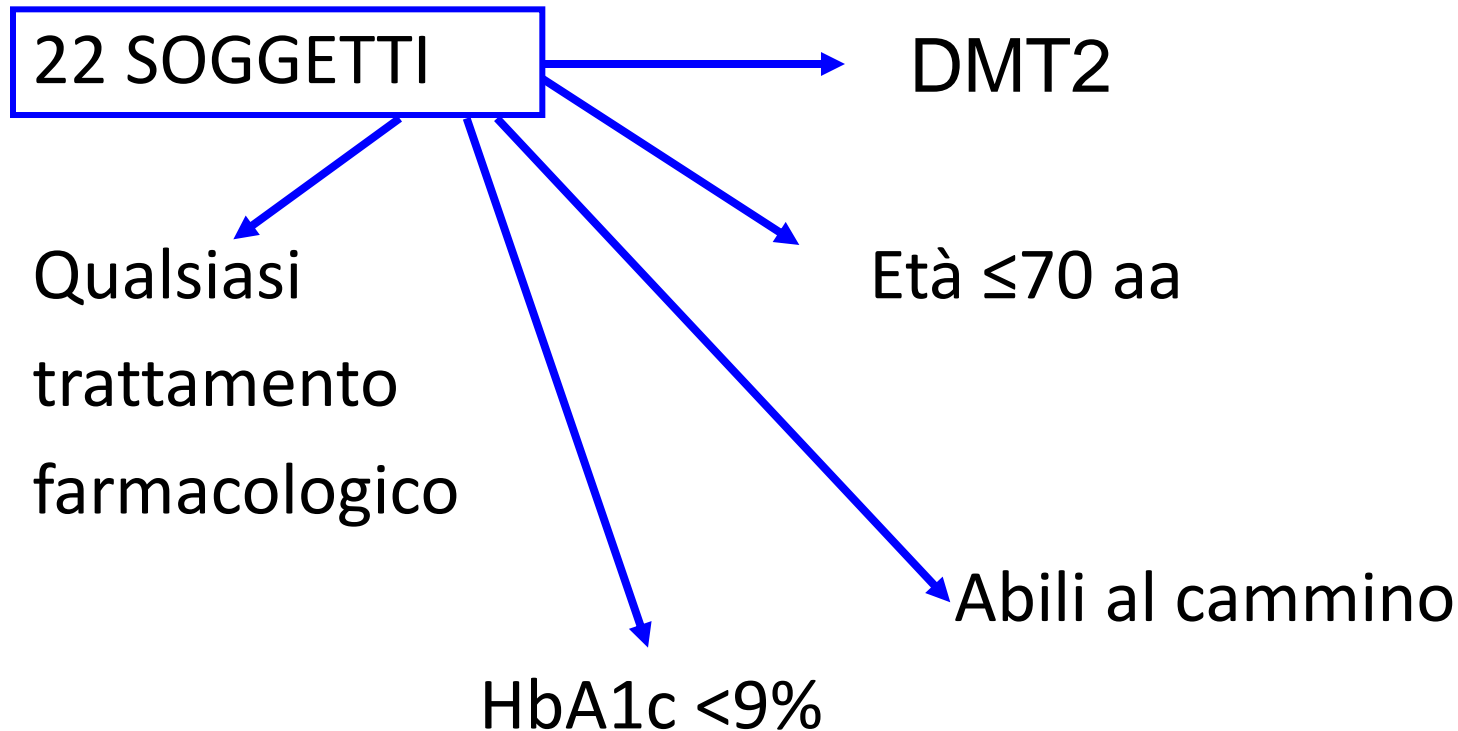 22 SOGGETTI
DMT2
Qualsiasi
trattamento
farmacologico
Età ≤70 aa
Abili al cammino
HbA1c <9%